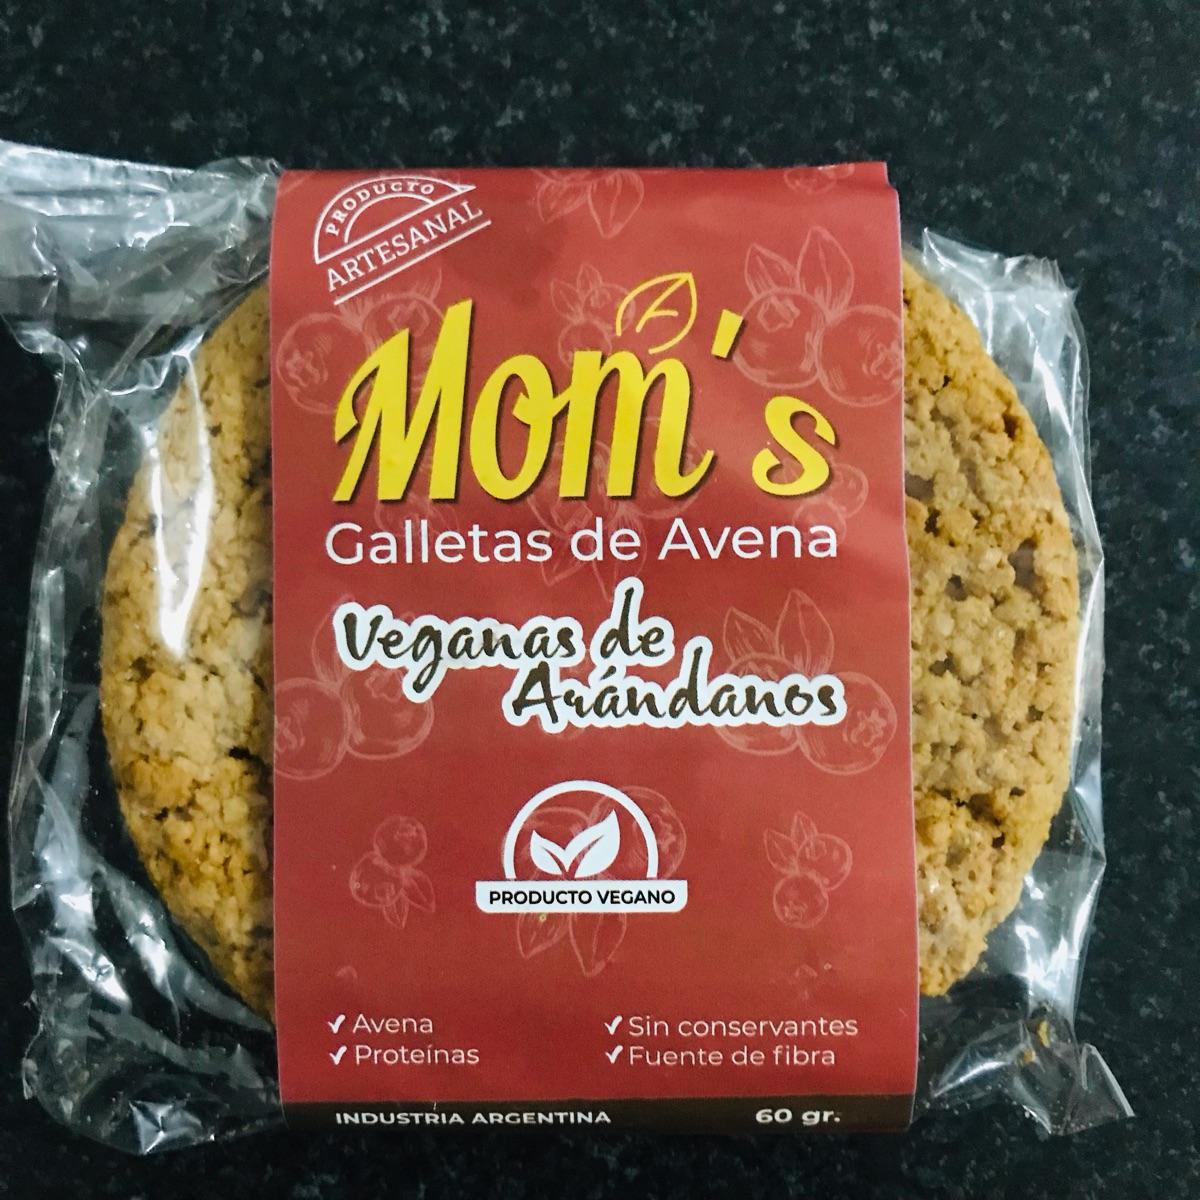 PRODUCTO
ARTESANAL
Mom's
Galletas de Avena
Veganas de
Arándanos
PRODUCTO VEGANO
✓ Avena
✓ Proteínas
✓ Sin conservantes
✓ Fuente de fibra
INDUSTRIA ARGENTINA
60 gr.